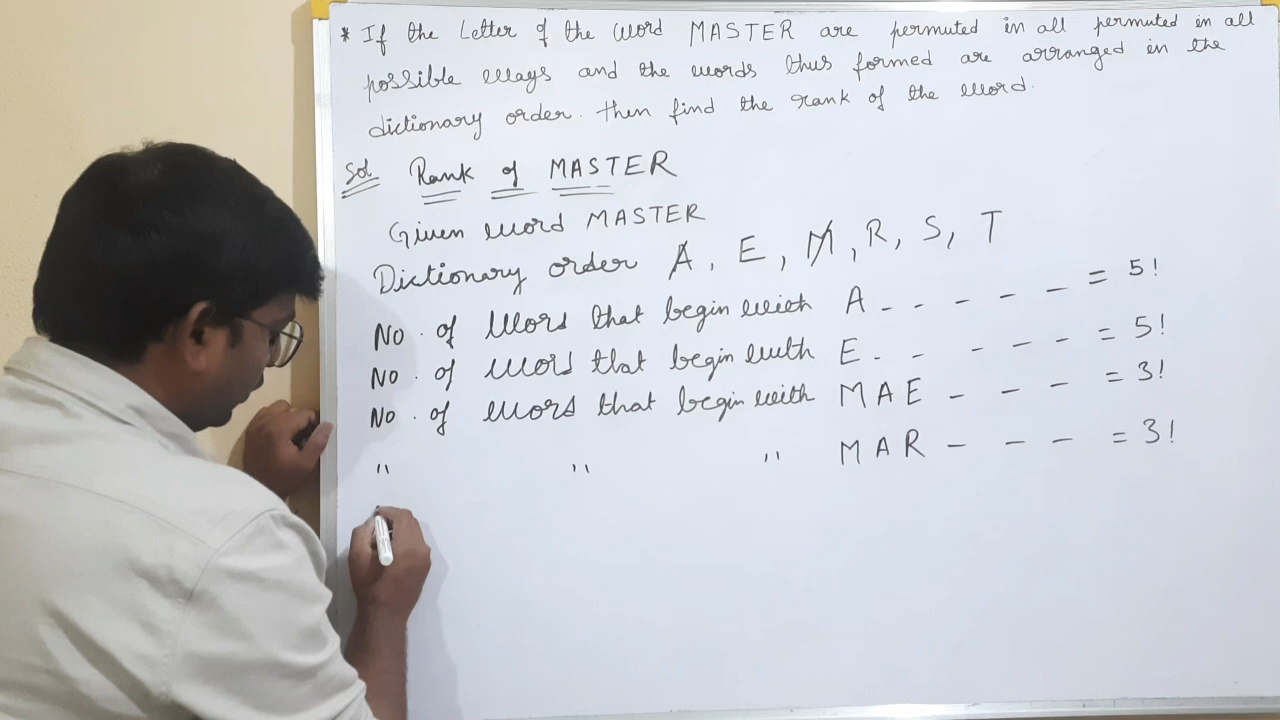 * If the Letter of the word MASTER are permuted in all permuted in all
possible ways and the words thus formed are arranged in the
dictionary order. then find the rank of the word.
Sol Rank of MASTER
Given word MASTER
Dictionary order A, E, M, R, S, T
No. of Word that begin with A - - - - - = 5!
No. of word that begin with E - - - - - = 5!
No. of word that begin with MAE - - - = 3!
" " " MAR - - - = 3!